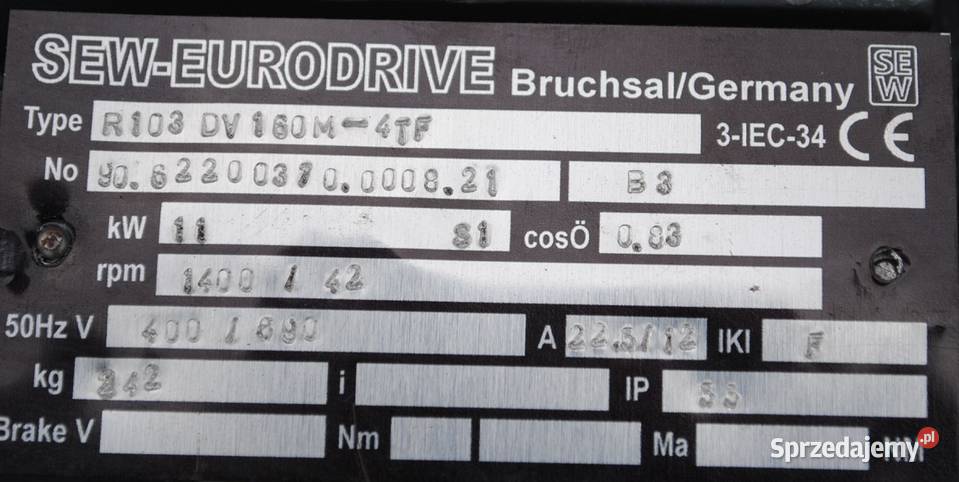 SEW-EURODRIVE Bruchsal/Germany SEW
Type R103 DV160M-4TF 3-IEC-34 CE
No 90.62200370.0008.21 B3
kW 11 S1 cosÖ 0.83
rpm 1400 / 42
50Hz V 400 / 690 A 22.5/12 IKI F
kg 242 i IP 55
Brake V Nm Ma NM
Sprzedajemy.pl